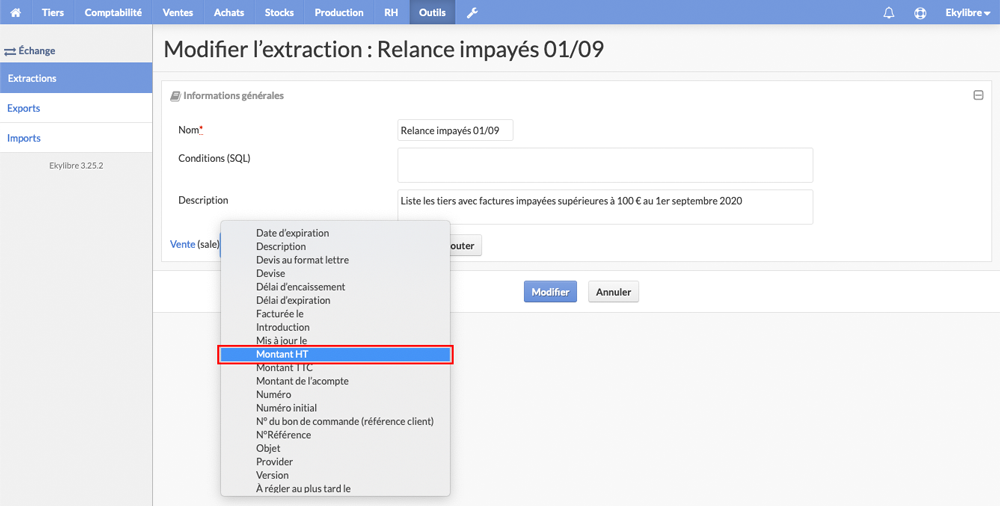 Tiers Comptabilité Ventes Achats Stocks Production RH Outils Ekylibre
Échange
Extractions
Exports
Imports
Ekylibre 3.25.2
Modifier l'extraction : Relance impayés 01/09
Informations générales
Nom* Relance impayés 01/09
Conditions (SQL)
Description Liste les tiers avec factures impayées supérieures à 100 € au 1er septembre 2020
Vente (sale) outer
Date d'expiration
Description
Devis au format lettre
Devise
Délai d'encaissement
Délai d'expiration
Facturée le
Introduction
Mis à jour le
Montant HT
Montant TTC
Montant de l'acompte
Numéro
Numéro initial
N° du bon de commande (référence client)
N°Référence
Objet
Provider
Version
À régler au plus tard le
Modifier Annuler